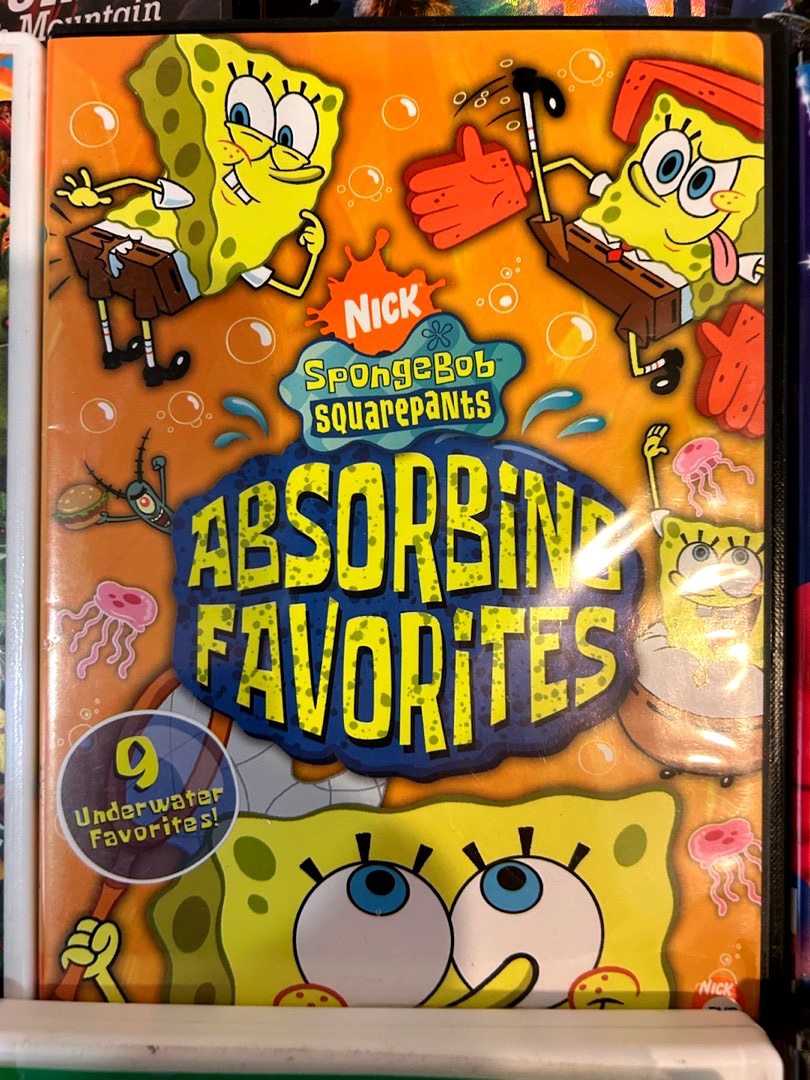 Mountain
NICK
SpongeBob
SQUAREPANTS
ABSORBING
FAVORITES
9
Underwater
Favorites!
NICK